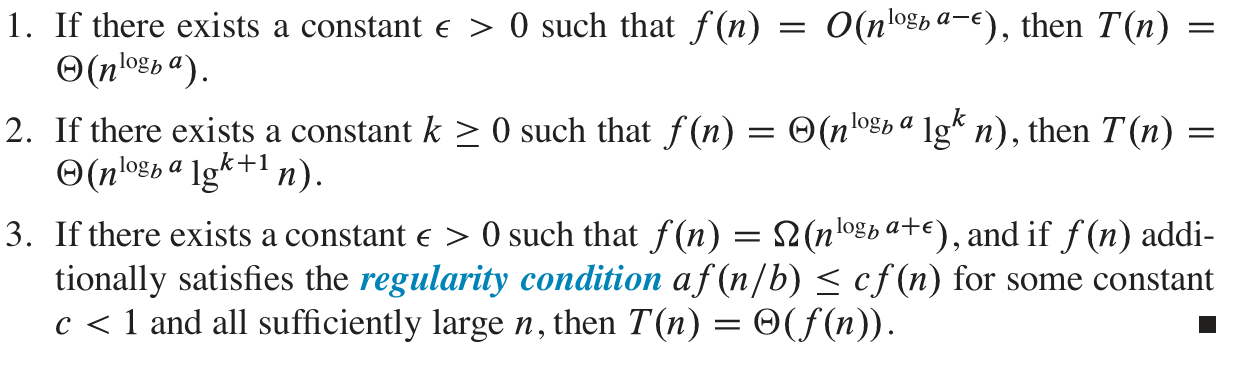 1. If there exists a constant ϵ > 0 such that f(n) = O(n^{log_b a−ϵ}), then T(n) =
Θ(n^{log_b a}).
2. If there exists a constant k ≥ 0 such that f(n) = Θ(n^{log_b a} lg^k n), then T(n) =
Θ(n^{log_b a} lg^{k+1} n).
3. If there exists a constant ϵ > 0 such that f(n) = Ω(n^{log_b a+ϵ}), and if f(n) addi-
tionally satisfies the regularity condition af(n/b) ≤ cf(n) for some constant
c < 1 and all sufficiently large n, then T(n) = Θ(f(n)). ■